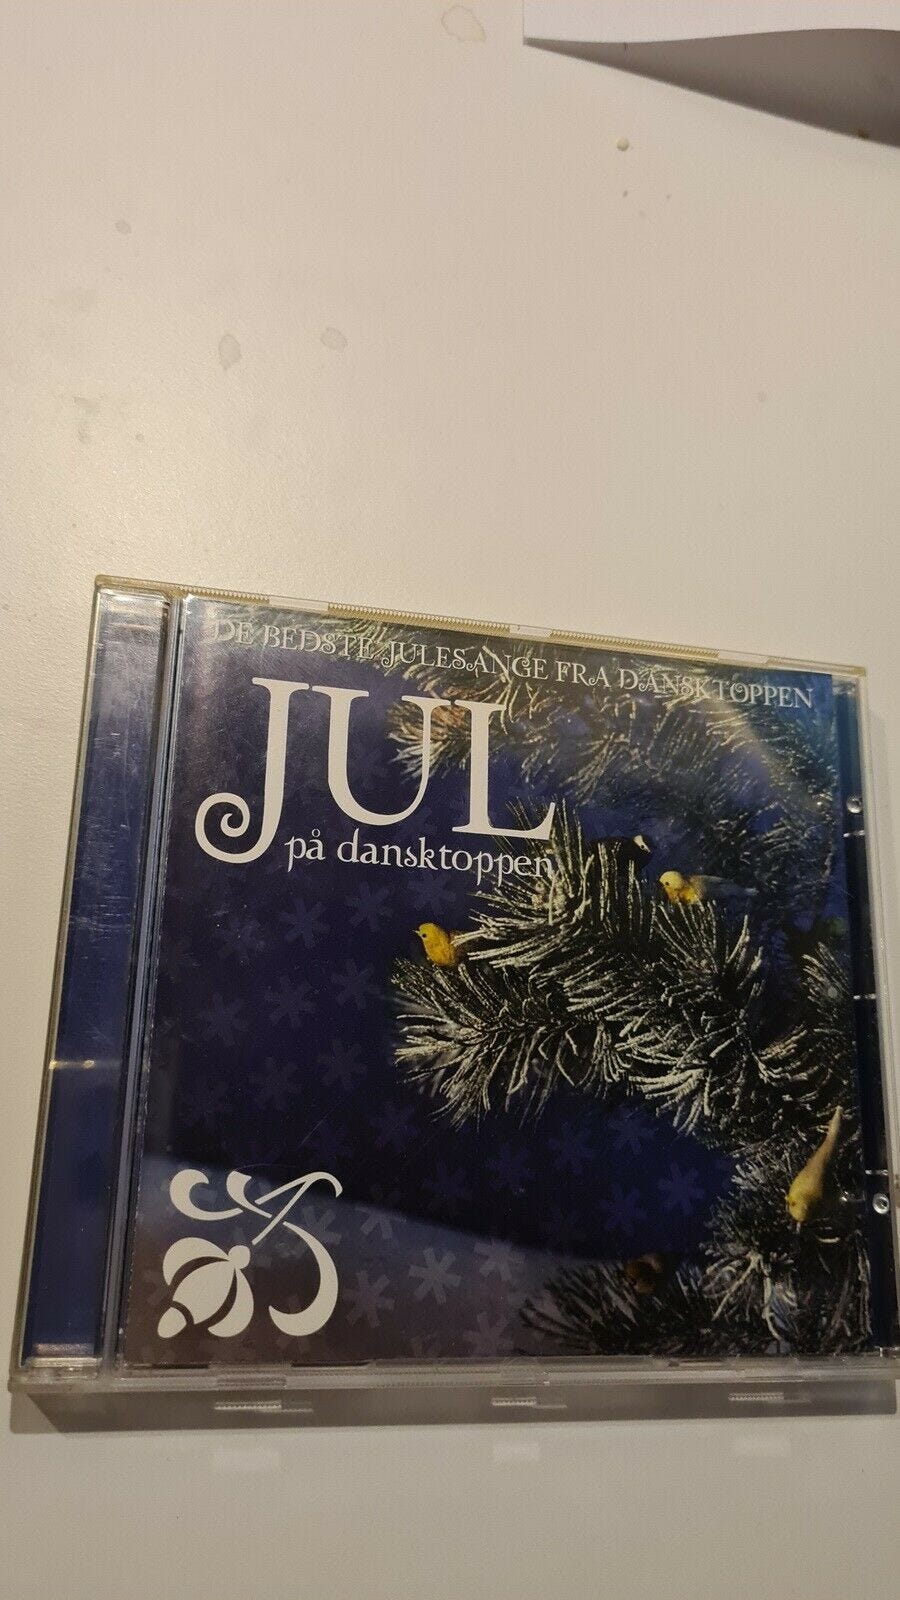 DE BEDSTE JULESANGE FRA DANSKTOPPEN
JUL
på dansktoppen